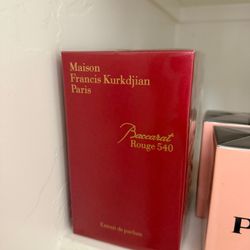 Maison
Francis Kurkdjian
Paris
Baccarat
Rouge 540
Extrait de parfum
P